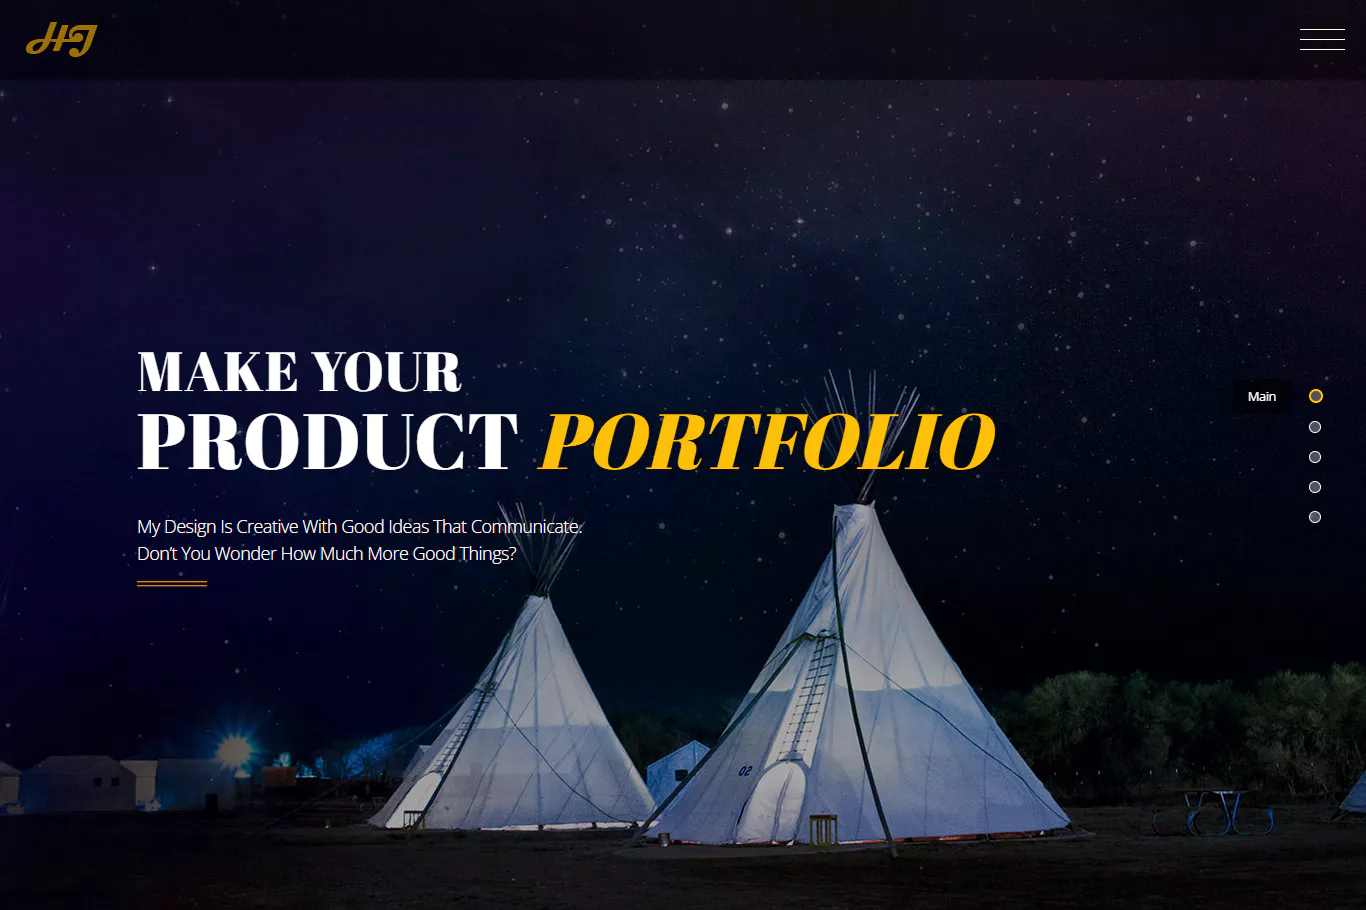 HJ
MAKE YOUR
PRODUCT PORTFOLIO
Main
My Design Is Creative With Good Ideas That Communicate.
Don't You Wonder How Much More Good Things?
02